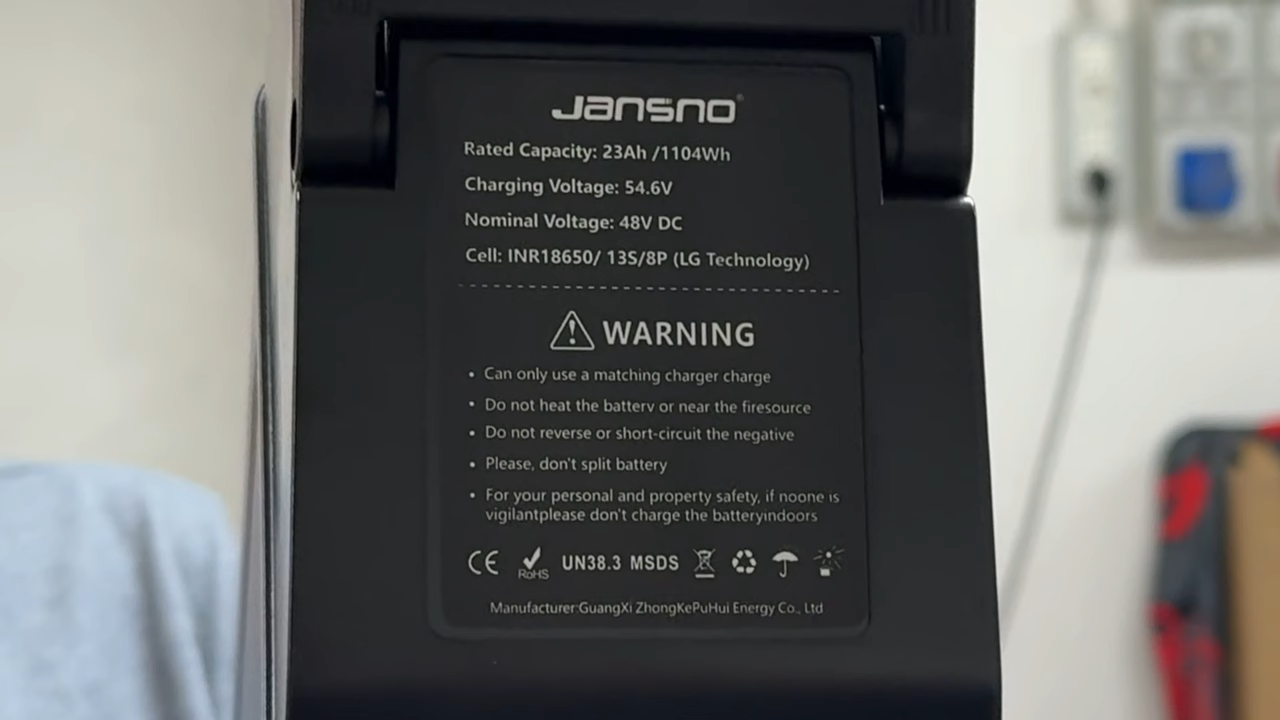 JANSNO
Rated Capacity: 23Ah /1104Wh
Charging Voltage: 54.6V
Nominal Voltage: 48V DC
Cell: INR18650/ 13S/8P (LG Technology)
WARNING
• Can only use a matching charger charge
• Do not heat the battery or near the firesource
• Do not reverse or short-circuit the negative
• Please, don't split battery
• For your personal and property safety, if noone is
vigilantplease don't charge the batteryindoors
CE RoHS UN38.3 MSDS
Manufacturer:GuangXi ZhongKePuHui Energy Co., Ltd